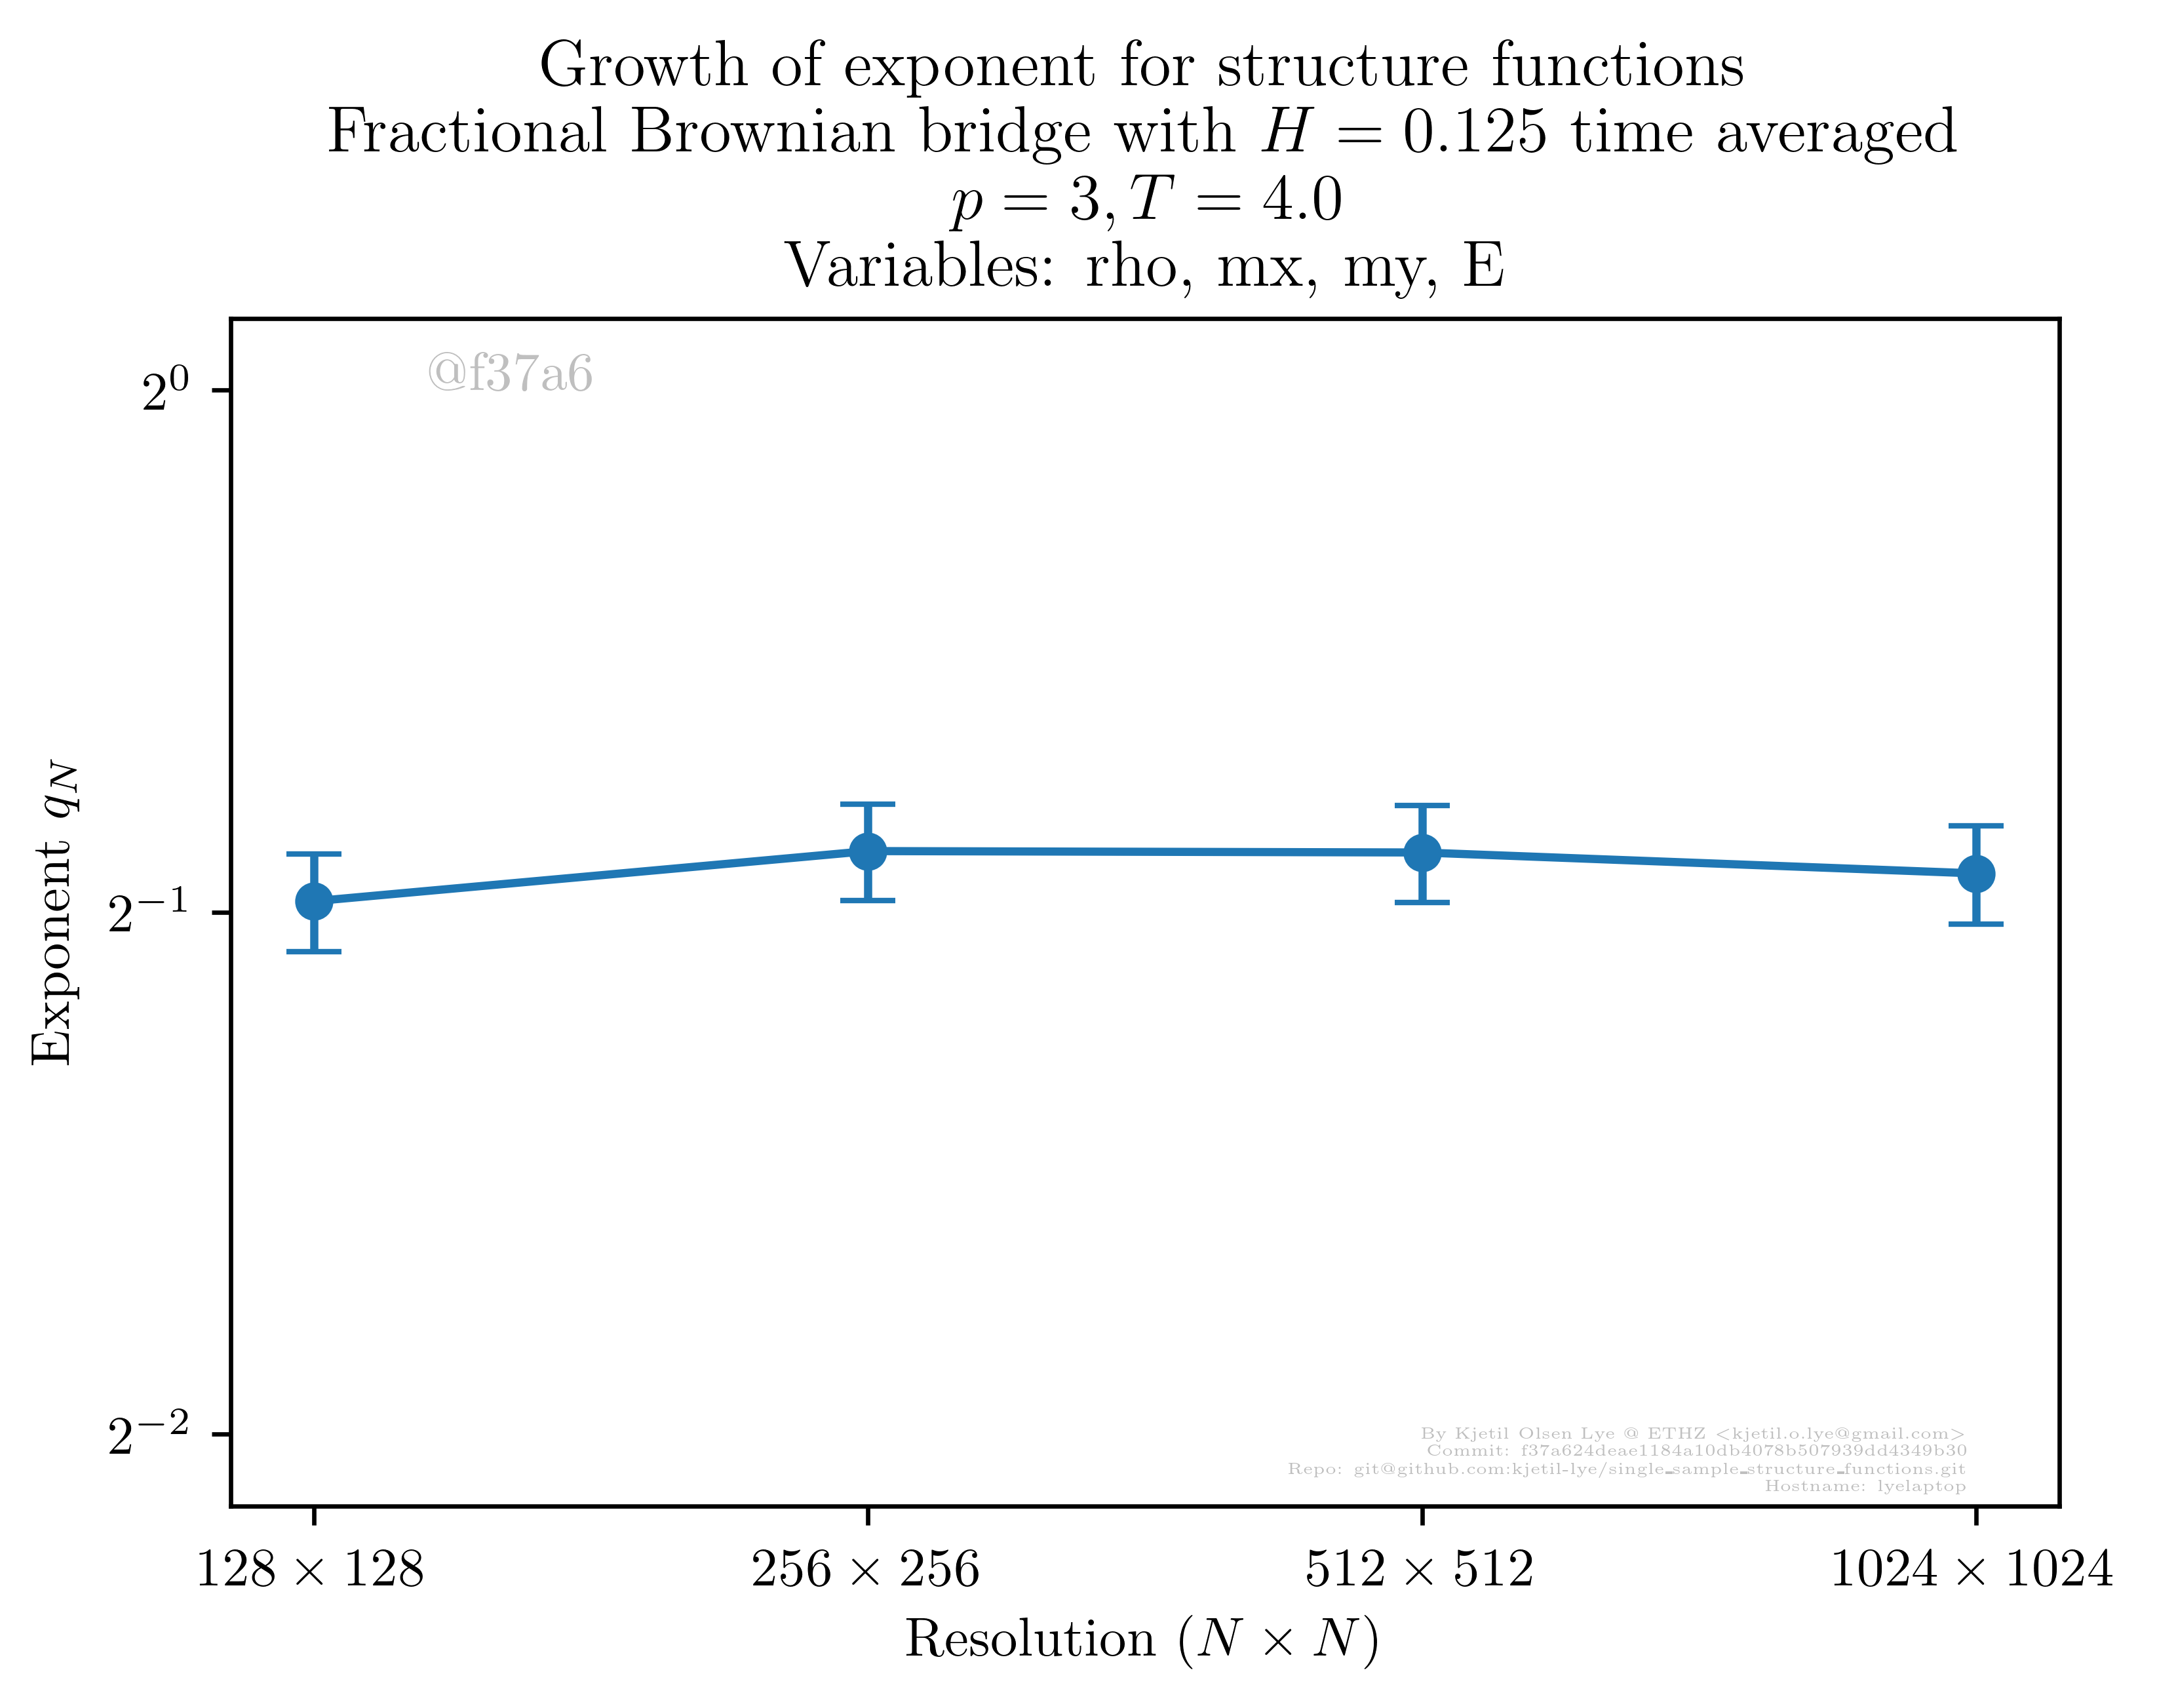 Growth of exponent for structure functions
Fractional Brownian bridge with H = 0.125 time averaged
p = 3, T = 4.0
Variables: rho, mx, my, E
@f37a6
2⁰
2⁻¹
2⁻²
Exponent q_N
By Kjetil Olsen Lye @ ETHZ <kjetil.o.lye@gmail.com>
Commit: f37a624deae1184a10db4078b507939dd4349b30
Repo: git@github.com:kjetil-lye/single_sample_structure_functions.git
Hostname: lyelaptop
128 × 128
256 × 256
512 × 512
1024 × 1024
Resolution (N × N)